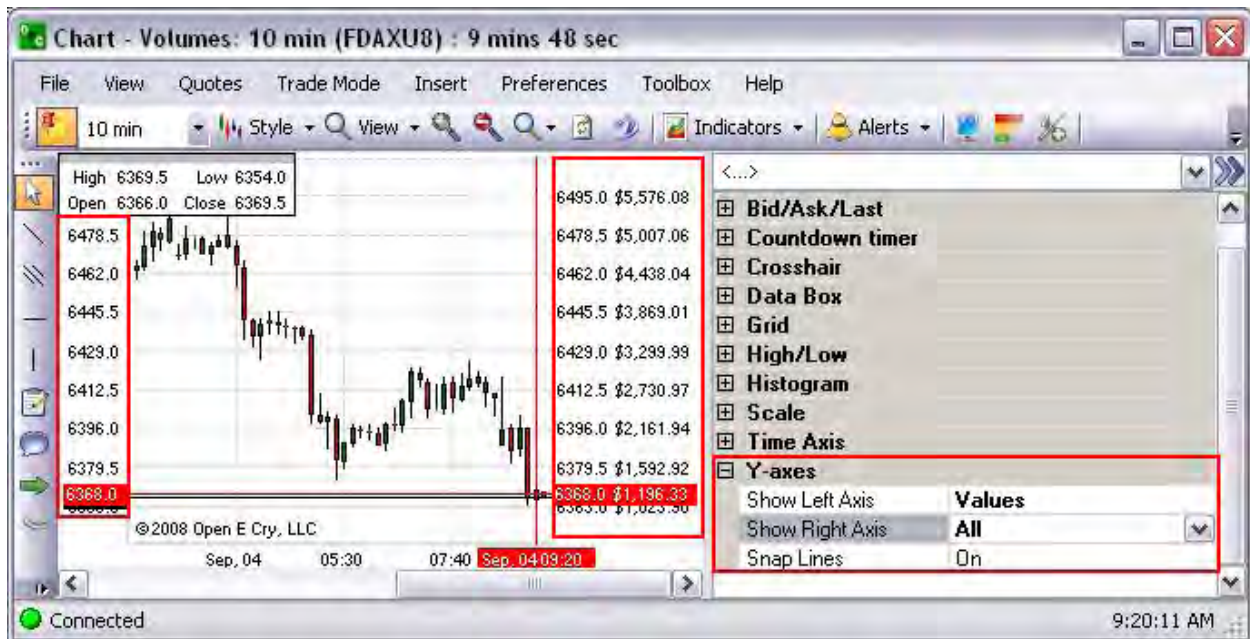 Chart - Volumes: 10 min (FDAXU8) : 9 mins 48 sec
File View Quotes Trade Mode Insert Preferences Toolbox Help
10 min Style View Indicators Alerts
High 6369.5 Low 6354.0
Open 6366.0 Close 6369.5
6478.5
6462.0
6445.5
6429.0
6412.5
6396.0
6379.5
6368.0
6495.0 $5,576.08
6478.5 $5,007.06
6462.0 $4,438.04
6445.5 $3,869.01
6429.0 $3,299.99
6412.5 $2,730.97
6396.0 $2,161.94
6379.5 $1,592.92
6368.0 $1,196.33
6363.0 $1,023.90
©2008 Open E Cry, LLC
Sep, 04 05:30 07:40 Sep, 04 09:20
<...>
Bid/Ask/Last
Countdown timer
Crosshair
Data Box
Grid
High/Low
Histogram
Scale
Time Axis
Y-axes
Show Left Axis Values
Show Right Axis All
Snap Lines On
Connected 9:20:11 AM